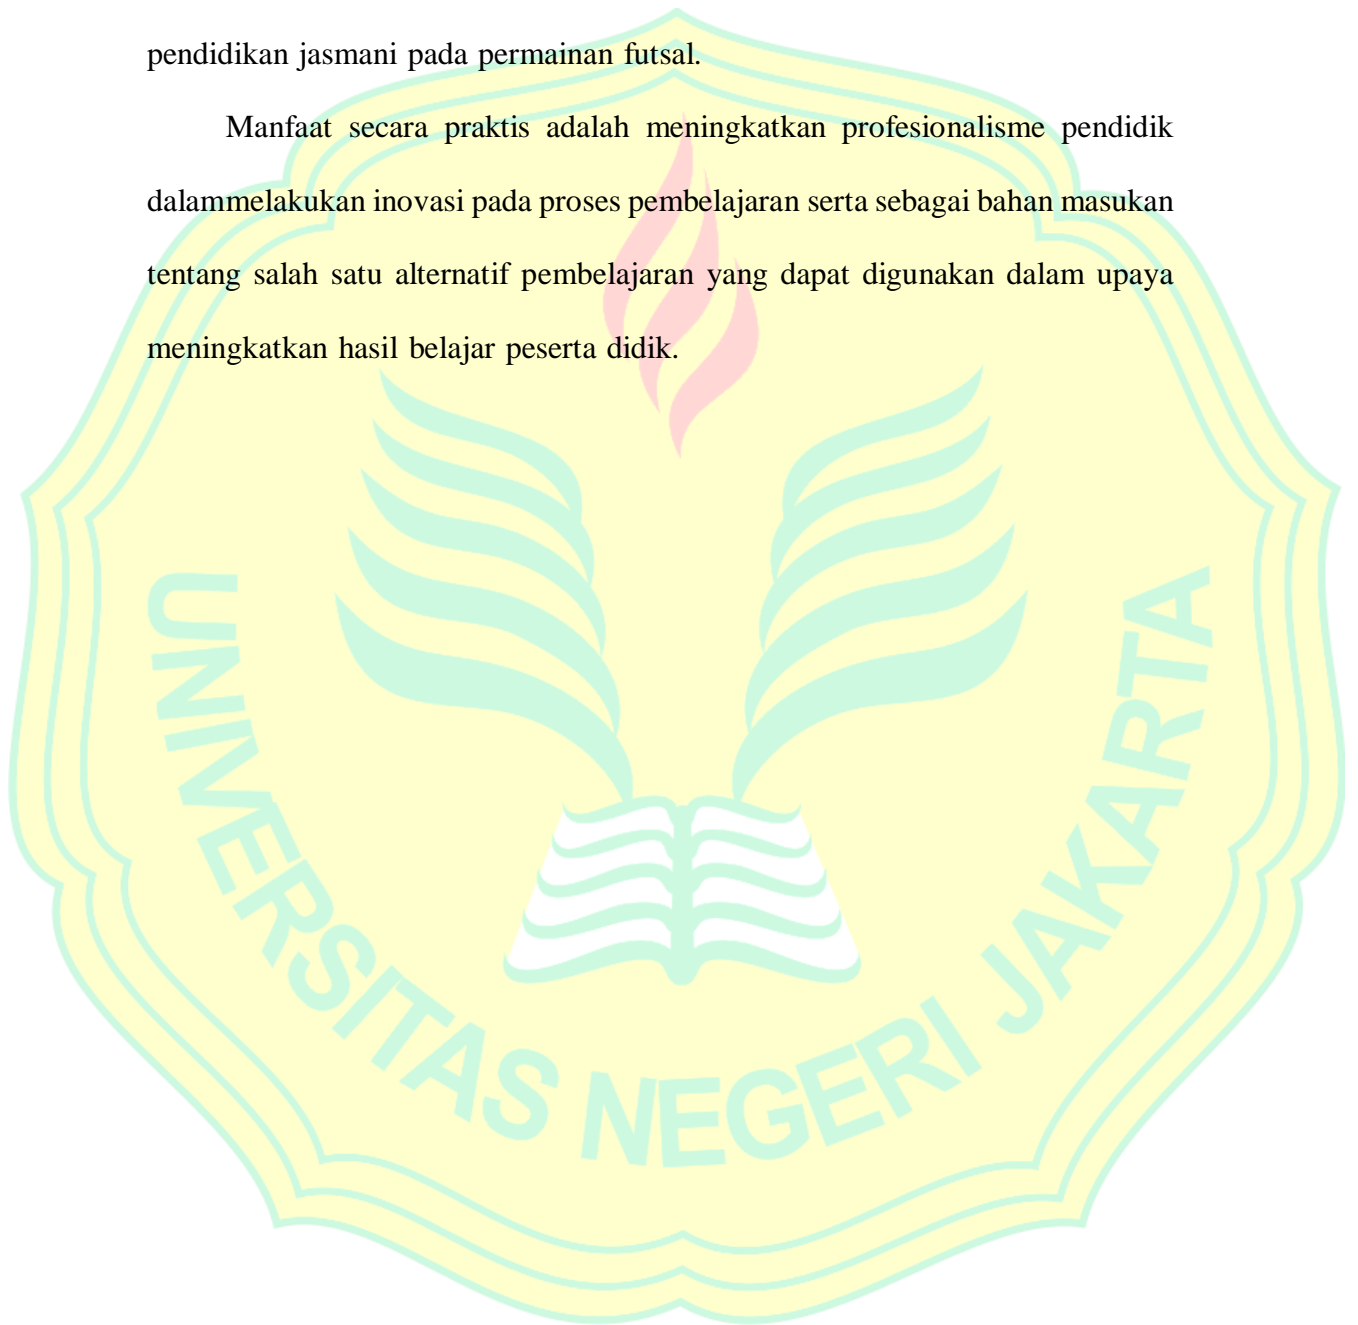 pendidikan jasmani pada permainan futsal.
Manfaat secara praktis adalah meningkatkan profesionalisme pendidik
dalammelakukan inovasi pada proses pembelajaran serta sebagai bahan masukan
tentang salah satu alternatif pembelajaran yang dapat digunakan dalam upaya
meningkatkan hasil belajar peserta didik.
UNIVERSITAS NEGERI JAKARTA